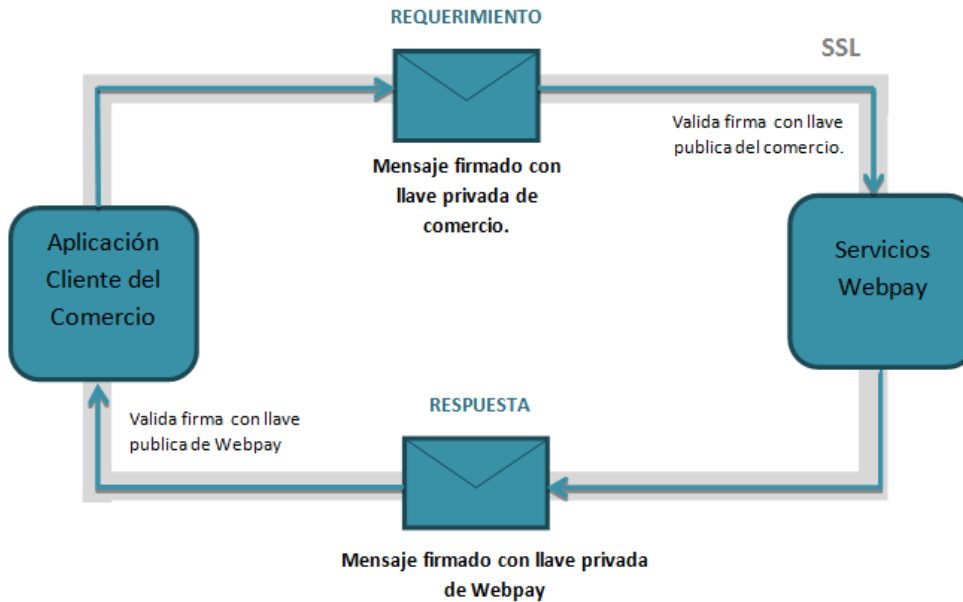 REQUERIMIENTO
SSL
Valida firma con llave
publica del comercio.
Mensaje firmado con
llave privada de
comercio.
Aplicación
Cliente del
Comercio
Servicios
Webpay
Valida firma con llave
publica de Webpay
RESPUESTA
Mensaje firmado con llave privada
de Webpay